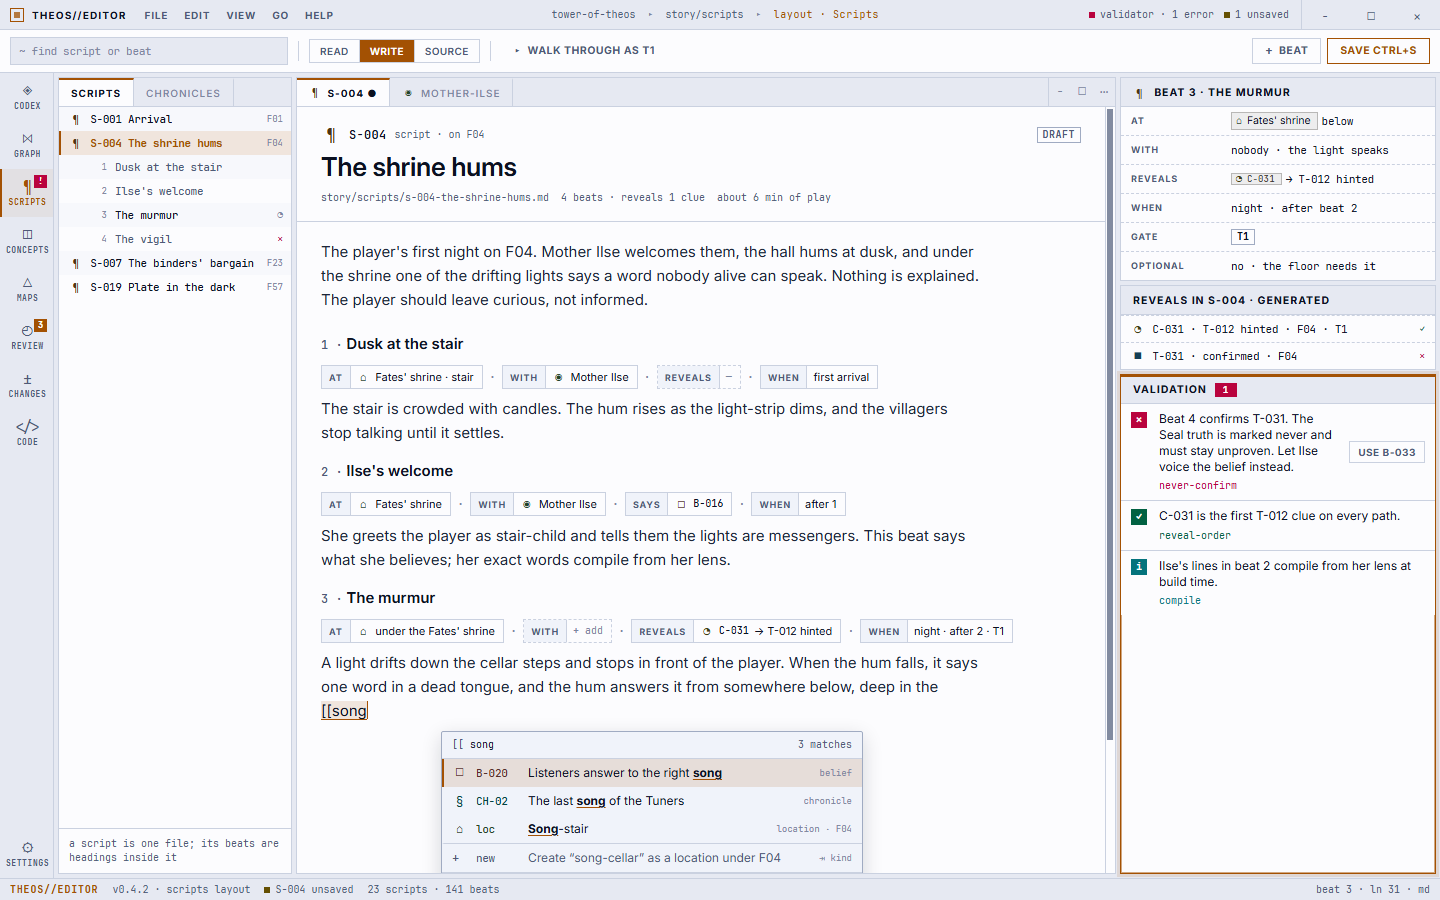 THEOS//EDITOR FILE EDIT VIEW GO HELP
tower-of-theos ▸ story/scripts ▸ layout · Scripts
validator · 1 error 1 unsaved
~ find script or beat
READ WRITE SOURCE
▸ WALK THROUGH AS T1
+ BEAT SAVE CTRL+S
CODEX
GRAPH
SCRIPTS !
CONCEPTS
MAPS
REVIEW 3
CHANGES
</> CODE
SETTINGS
SCRIPTS CHRONICLES
¶ S-001 Arrival F01
¶ S-004 The shrine hums F04
1 Dusk at the stair
2 Ilse's welcome
3 The murmur
4 The vigil ×
¶ S-007 The binders' bargain F23
¶ S-019 Plate in the dark F57
a script is one file; its beats are
headings inside it
¶ S-004 ● MOTHER-ILSE
¶ S-004 script · on F04 DRAFT
The shrine hums
story/scripts/s-004-the-shrine-hums.md 4 beats · reveals 1 clue about 6 min of play
The player's first night on F04. Mother Ilse welcomes them, the hall hums at dusk, and under
the shrine one of the drifting lights says a word nobody alive can speak. Nothing is explained.
The player should leave curious, not informed.
1 · Dusk at the stair
AT ⌂ Fates' shrine · stair · WITH ◉ Mother Ilse · REVEALS — · WHEN first arrival
The stair is crowded with candles. The hum rises as the light-strip dims, and the villagers
stop talking until it settles.
2 · Ilse's welcome
AT ⌂ Fates' shrine · WITH ◉ Mother Ilse · SAYS □ B-016 · WHEN after 1
She greets the player as stair-child and tells them the lights are messengers. This beat says
what she believes; her exact words compile from her lens.
3 · The murmur
AT ⌂ under the Fates' shrine · WITH + add · REVEALS ◔ C-031 → T-012 hinted · WHEN night · after 2 · T1
A light drifts down the cellar steps and stops in front of the player. When the hum falls, it says
one word in a dead tongue, and the hum answers it from somewhere below, deep in the
[[song
[[ song 3 matches
□ B-020 Listeners answer to the right song belief
§ CH-02 The last song of the Tuners chronicle
⌂ loc Song-stair location · F04
+ new Create “song-cellar” as a location under F04 ⇥ kind
¶ BEAT 3 · THE MURMUR
AT ⌂ Fates' shrine below
WITH nobody · the light speaks
REVEALS ◔ C-031 → T-012 hinted
WHEN night · after beat 2
GATE T1
OPTIONAL no · the floor needs it
REVEALS IN S-004 · GENERATED
◔ C-031 · T-012 hinted · F04 · T1 ✓
■ T-031 · confirmed · F04 ×
VALIDATION 1
× Beat 4 confirms T-031. The
Seal truth is marked never and
must stay unproven. Let Ilse
voice the belief instead.
never-confirm
USE B-033
✓ C-031 is the first T-012 clue on every path.
reveal-order
i Ilse's lines in beat 2 compile from her lens at
build time.
compile
THEOS//EDITOR v0.4.2 · scripts layout S-004 unsaved 23 scripts · 141 beats
beat 3 · ln 31 · md